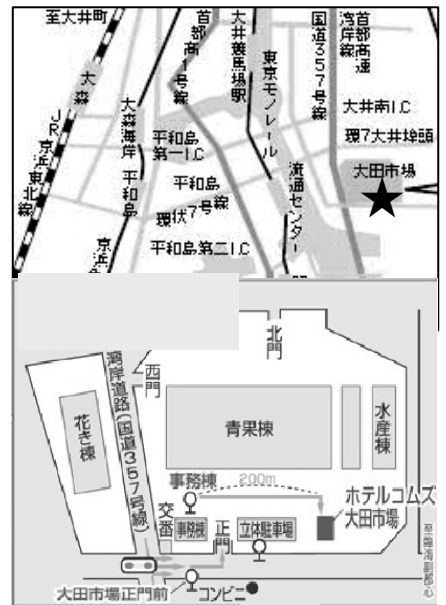 至大井町
大森
JR京浜東北線
大森海岸
平和島
京浜
首都高1号線
平和島第一I.C
平和島
環状7号線
平和島第二I.C
大井競馬場駅
東京モノレール
流通センター
国道357号線
首都高速湾岸線
大井南I.C
環7大井埠頭
大田市場
北門
西門
湾岸道路(国道357号線)
花き棟
青果棟
水産棟
事務棟
200m
ホテルコムズ
大田市場
交番
事務棟
正門
立体駐車場
大田市場正門前
コンビニ
至臨海副都心